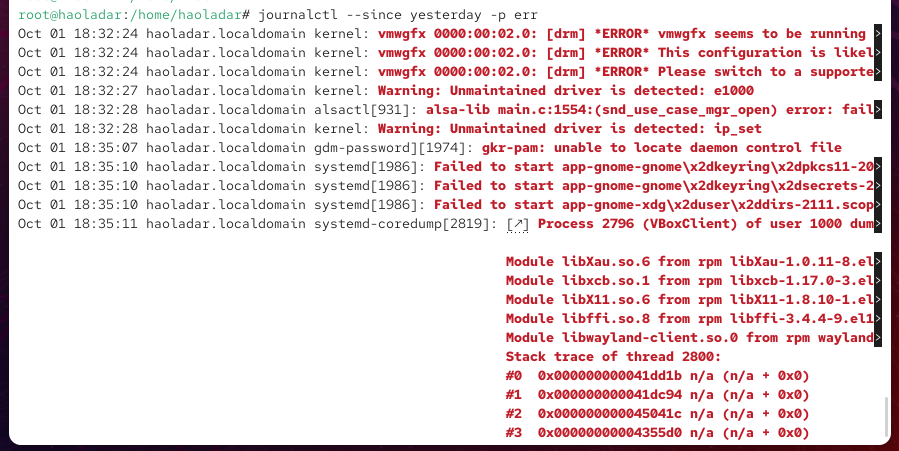 root@haoladar:/home/haoladar# journalctl --since yesterday -p err
Oct 01 18:32:24 haoladar.localdomain kernel: vmwgfx 0000:00:02.0: [drm] *ERROR* vmwgfx seems to be running >
Oct 01 18:32:24 haoladar.localdomain kernel: vmwgfx 0000:00:02.0: [drm] *ERROR* This configuration is likel>
Oct 01 18:32:24 haoladar.localdomain kernel: vmwgfx 0000:00:02.0: [drm] *ERROR* Please switch to a supporte>
Oct 01 18:32:27 haoladar.localdomain kernel: Warning: Unmaintained driver is detected: e1000
Oct 01 18:32:28 haoladar.localdomain alsactl[931]: alsa-lib main.c:1554:(snd_use_case_mgr_open) error: fail>
Oct 01 18:32:28 haoladar.localdomain kernel: Warning: Unmaintained driver is detected: ip_set
Oct 01 18:35:07 haoladar.localdomain gdm-password][1974]: gkr-pam: unable to locate daemon control file
Oct 01 18:35:10 haoladar.localdomain systemd[1986]: Failed to start app-gnome-gnome\x2dkeyring\x2dpkcs11-20>
Oct 01 18:35:10 haoladar.localdomain systemd[1986]: Failed to start app-gnome-gnome\x2dkeyring\x2dsecrets-2>
Oct 01 18:35:10 haoladar.localdomain systemd[1986]: Failed to start app-gnome-xdg\x2duser\x2ddirs-2111.scop>
Oct 01 18:35:11 haoladar.localdomain systemd-coredump[2819]: [↗] Process 2796 (VBoxClient) of user 1000 dum>
Module libXau.so.6 from rpm libXau-1.0.11-8.el>
Module libxcb.so.1 from rpm libxcb-1.17.0-3.el>
Module libX11.so.6 from rpm libX11-1.8.10-1.el>
Module libffi.so.8 from rpm libffi-3.4.4-9.el1>
Module libwayland-client.so.0 from rpm wayland>
Stack trace of thread 2800:
#0  0x000000000041dd1b n/a (n/a + 0x0)
#1  0x000000000041dc94 n/a (n/a + 0x0)
#2  0x000000000045041c n/a (n/a + 0x0)
#3  0x00000000004355d0 n/a (n/a + 0x0)